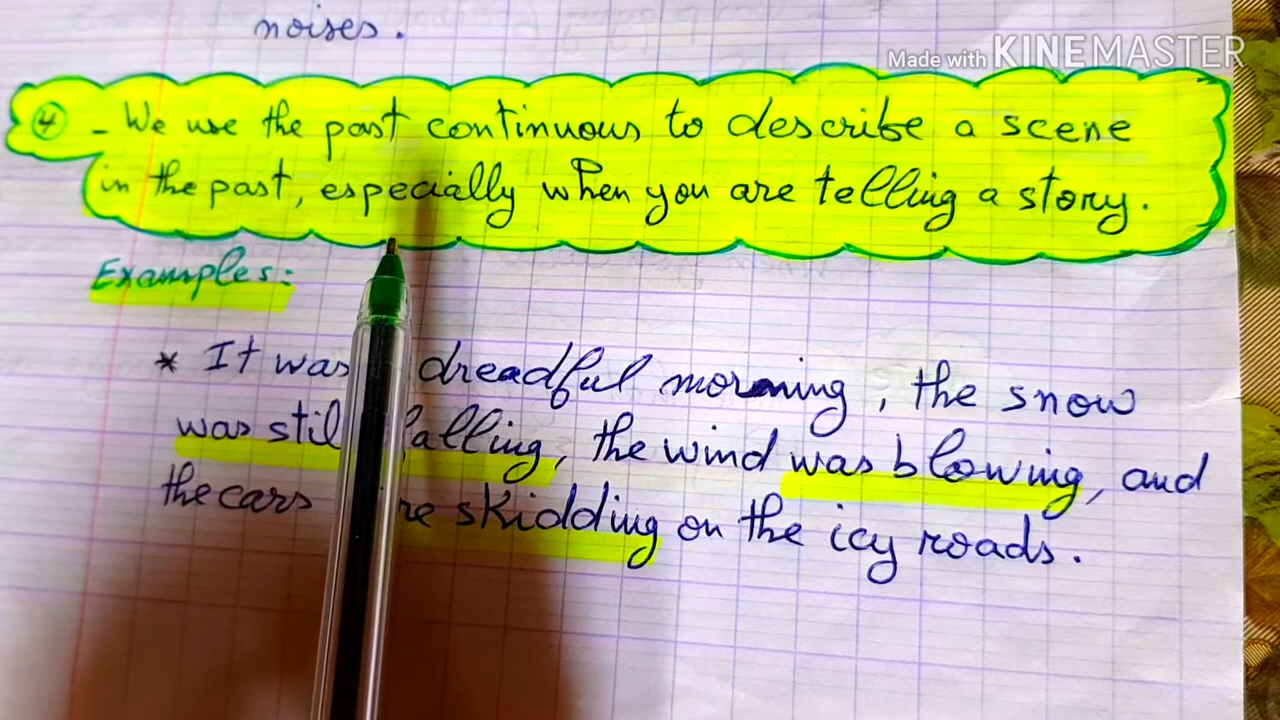 noises.
Made with KINEMASTER
④ - We use the past continuous to describe a scene
in the past, especially when you are telling a story.
Examples:
* It was dreadful morning, the snow
was still falling, the wind was blowing, and
the cars skidding on the icy roads.